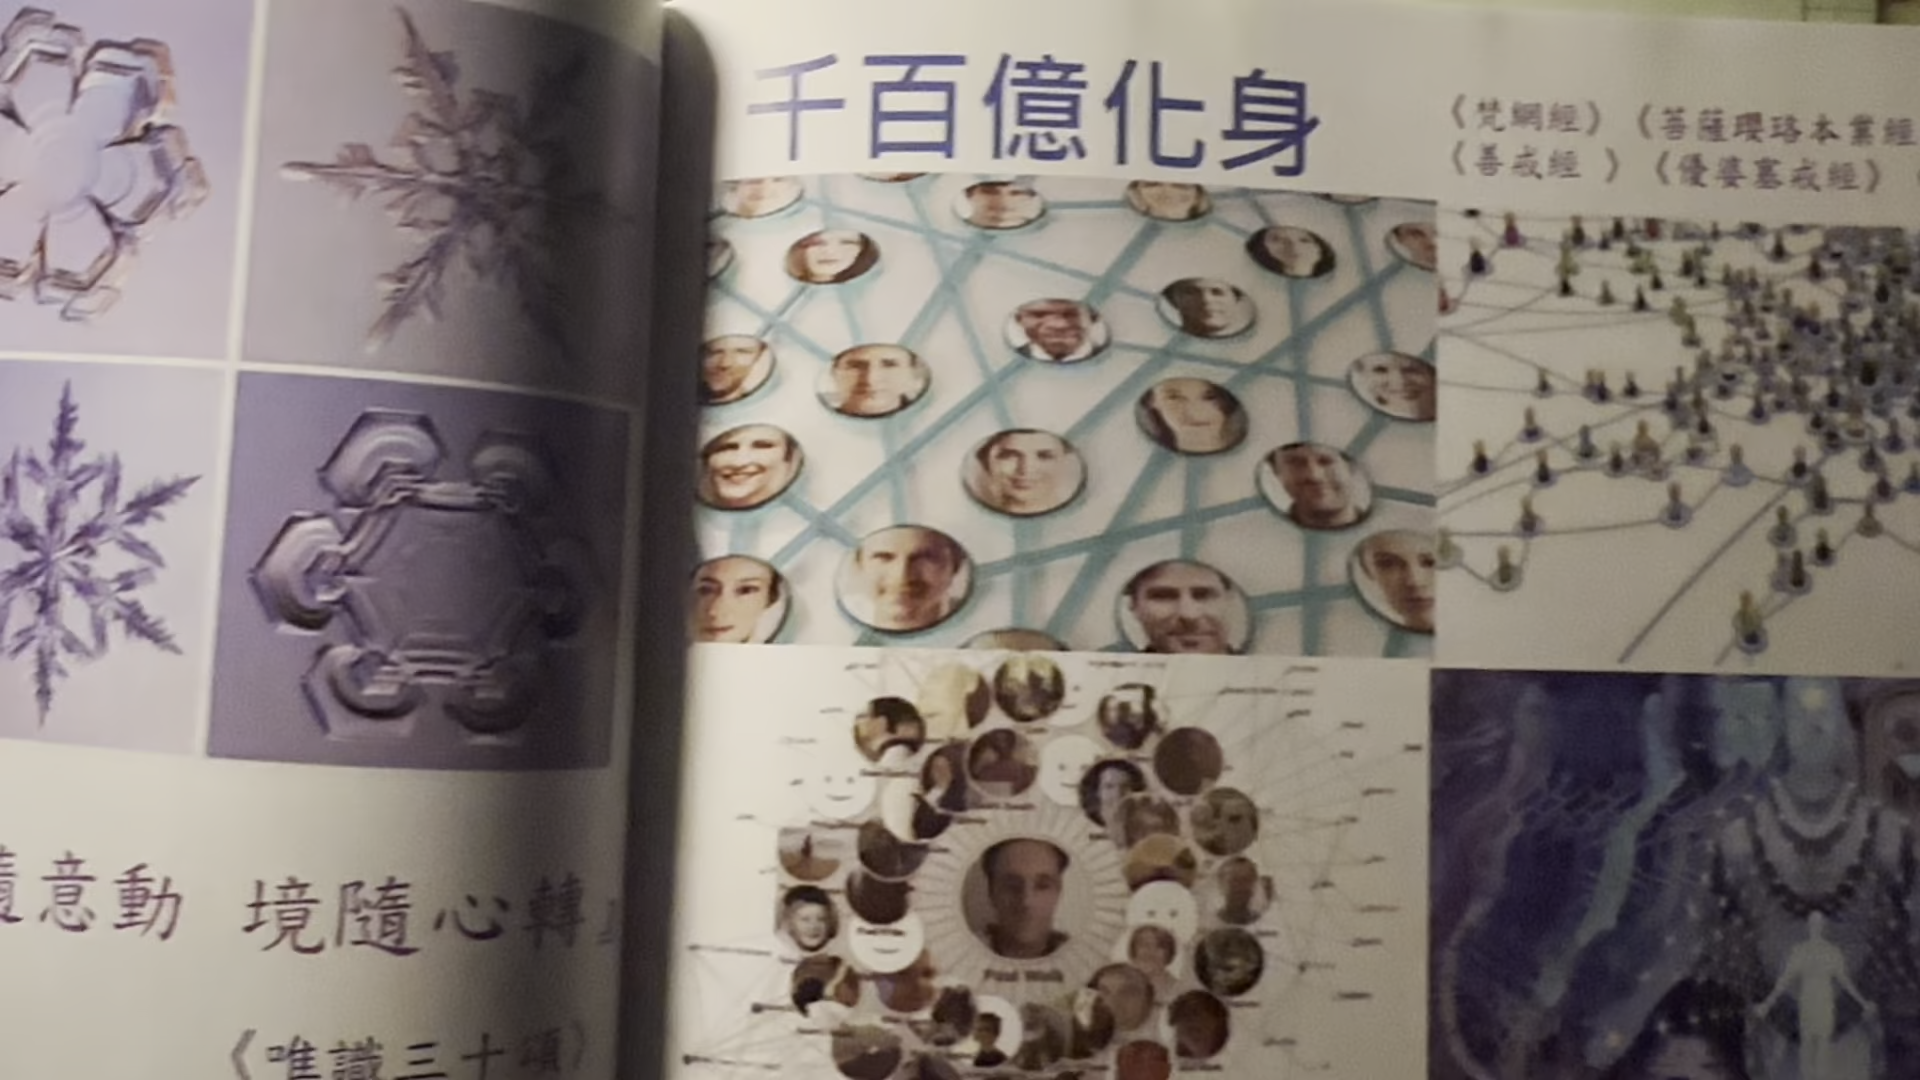 隨意動 境隨心轉
《唯識三十頌》
千百億化身
《梵網經》《菩薩瓔珞本業經
《善戒經 》《優婆塞戒經》